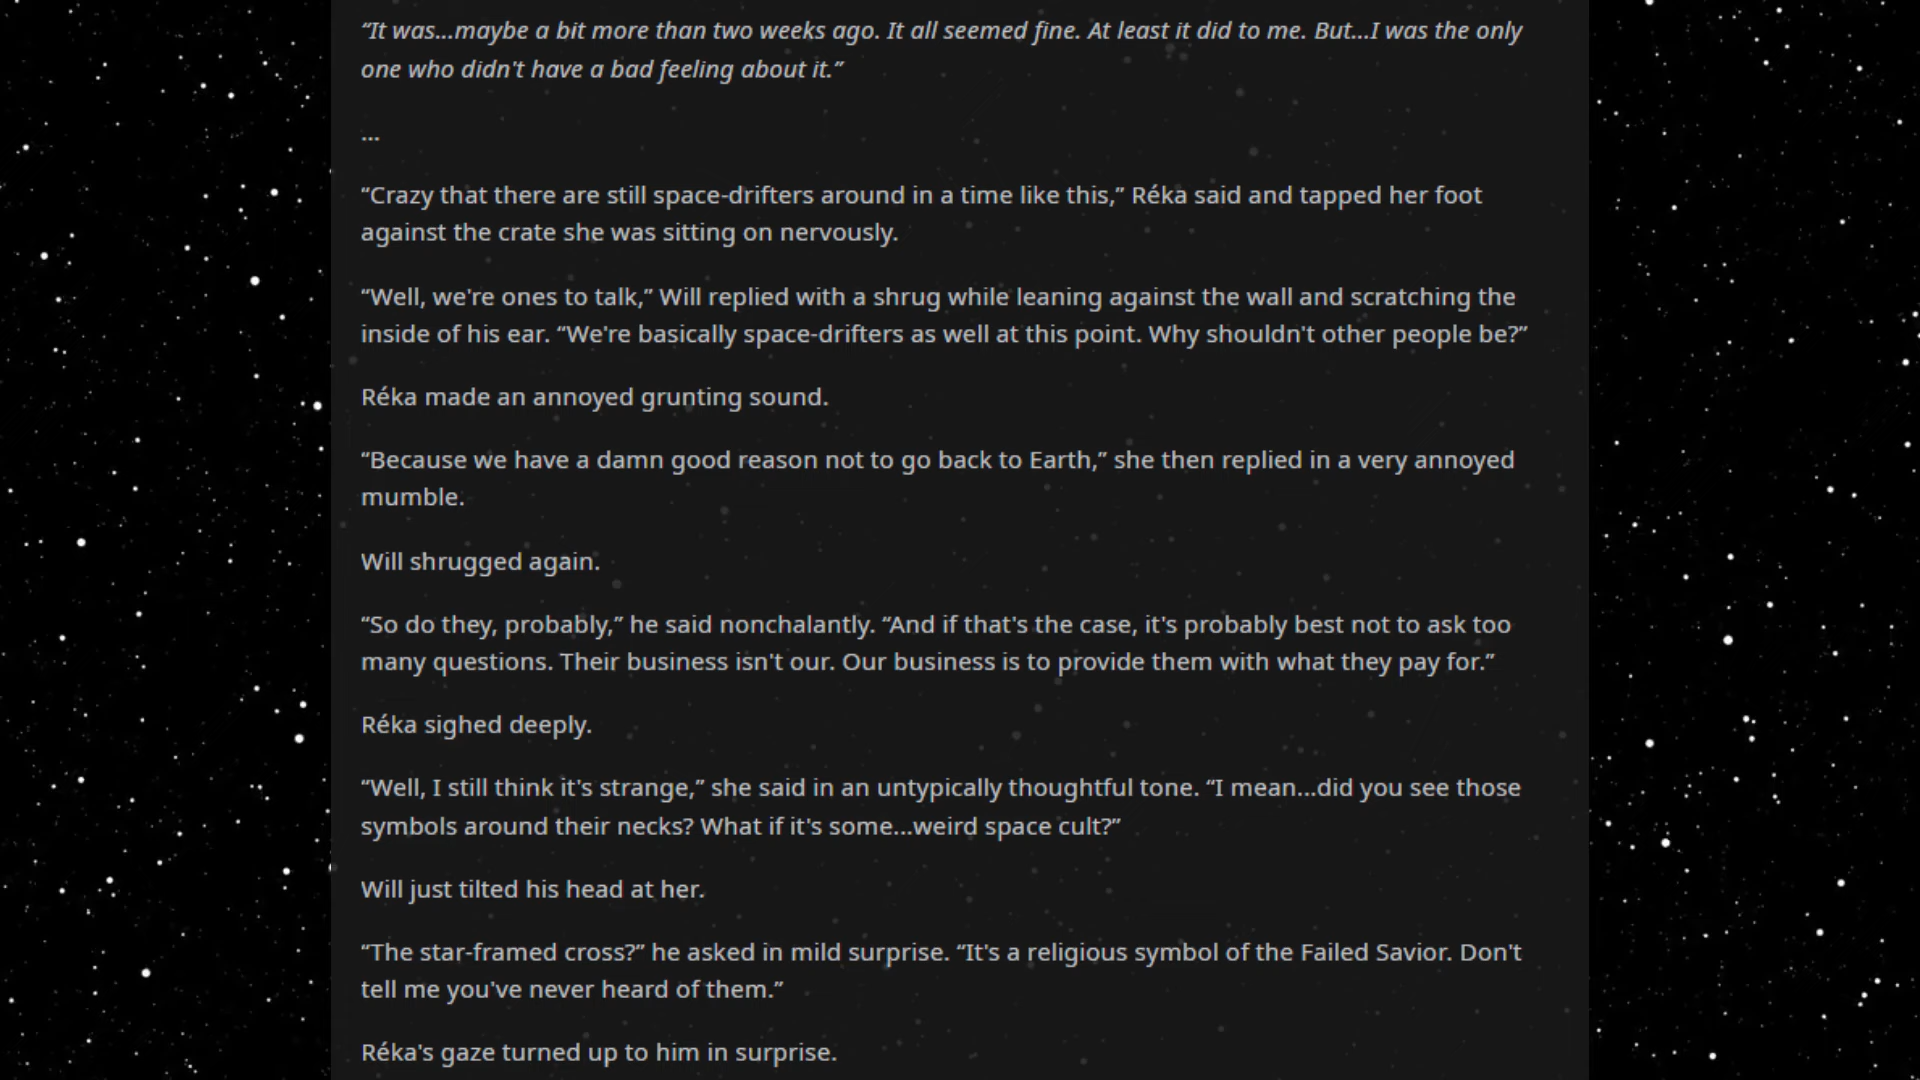 “It was...maybe a bit more than two weeks ago. It all seemed fine. At least it did to me. But...I was the only
one who didn't have a bad feeling about it.”
...
“Crazy that there are still space-drifters around in a time like this,” Réka said and tapped her foot
against the crate she was sitting on nervously.
“Well, we're ones to talk,” Will replied with a shrug while leaning against the wall and scratching the
inside of his ear. “We're basically space-drifters as well at this point. Why shouldn't other people be?”
Réka made an annoyed grunting sound.
“Because we have a damn good reason not to go back to Earth,” she then replied in a very annoyed
mumble.
Will shrugged again.
“So do they, probably,” he said nonchalantly. “And if that's the case, it's probably best not to ask too
many questions. Their business isn't our. Our business is to provide them with what they pay for.”
Réka sighed deeply.
“Well, I still think it's strange,” she said in an untypically thoughtful tone. “I mean...did you see those
symbols around their necks? What if it's some...weird space cult?”
Will just tilted his head at her.
“The star-framed cross?” he asked in mild surprise. “It's a religious symbol of the Failed Savior. Don't
tell me you've never heard of them.”
Réka's gaze turned up to him in surprise.